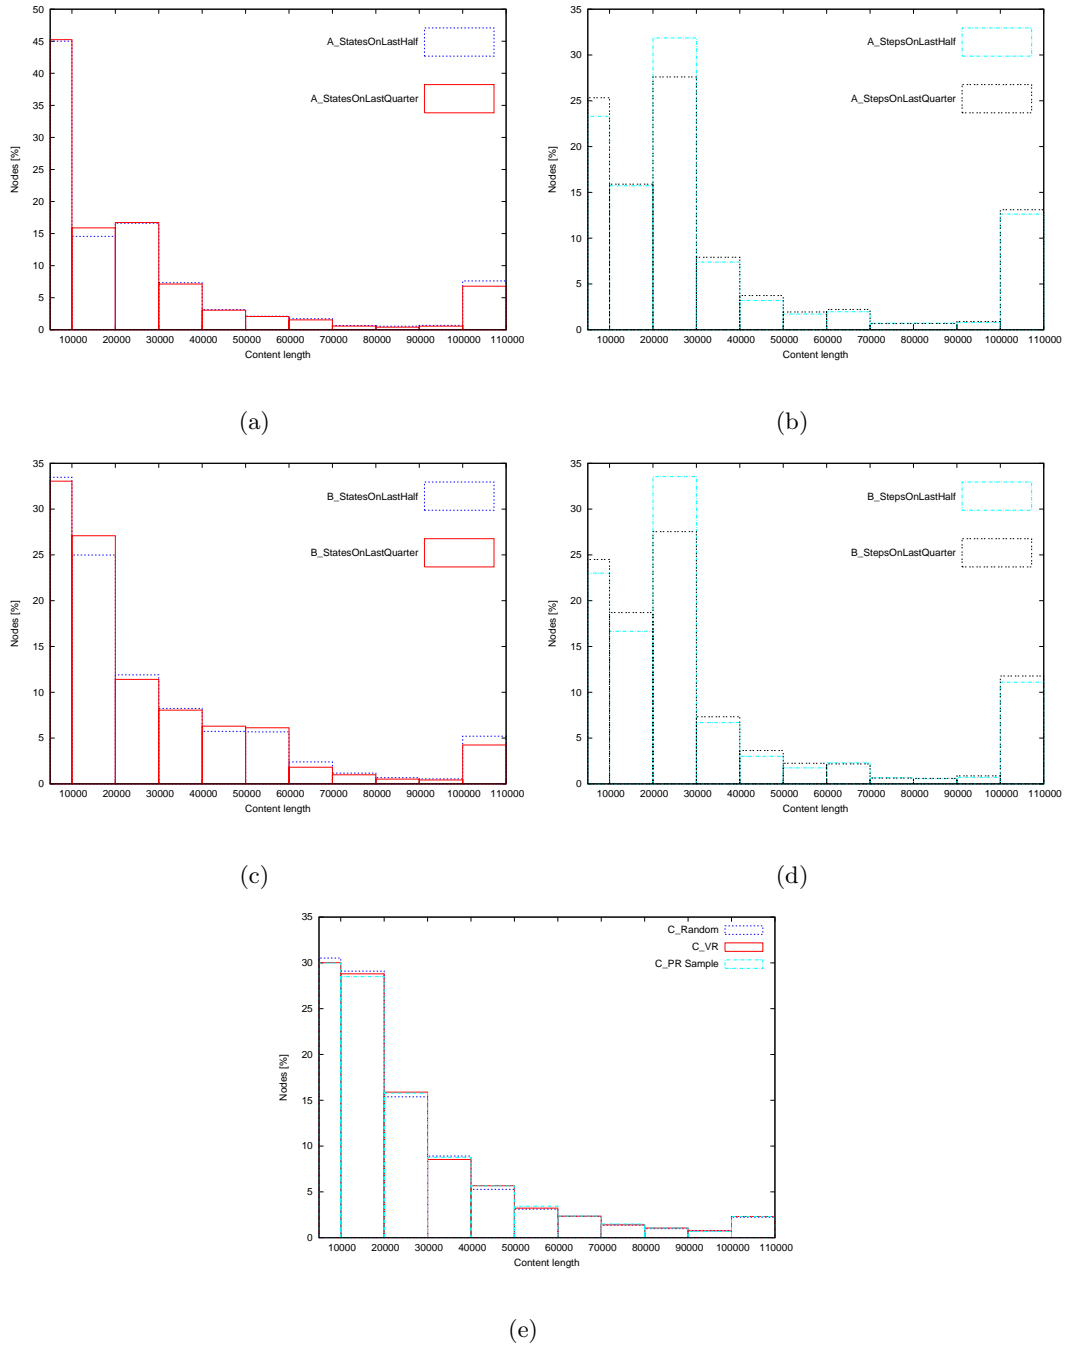 50
45
40
35
30
25
20
15
10
5
0
Nodes [%]
A_StatesOnLastHalf
A_StatesOnLastQuarter
10000 20000 30000 40000 50000 60000 70000 80000 90000 100000 110000
Content length
(a)
35
30
25
20
15
10
5
0
Nodes [%]
A_StepsOnLastHalf
A_StepsOnLastQuarter
10000 20000 30000 40000 50000 60000 70000 80000 90000 100000 110000
Content length
(b)
35
30
25
20
15
10
5
0
Nodes [%]
B_StatesOnLastHalf
B_StatesOnLastQuarter
10000 20000 30000 40000 50000 60000 70000 80000 90000 100000 110000
Content length
(c)
35
30
25
20
15
10
5
0
Nodes [%]
B_StepsOnLastHalf
B_StepsOnLastQuarter
10000 20000 30000 40000 50000 60000 70000 80000 90000 100000 110000
Content length
(d)
35
30
25
20
15
10
5
0
Nodes [%]
C_Random
C_VR
C_PR Sample
10000 20000 30000 40000 50000 60000 70000 80000 90000 100000 110000
Content length
(e)